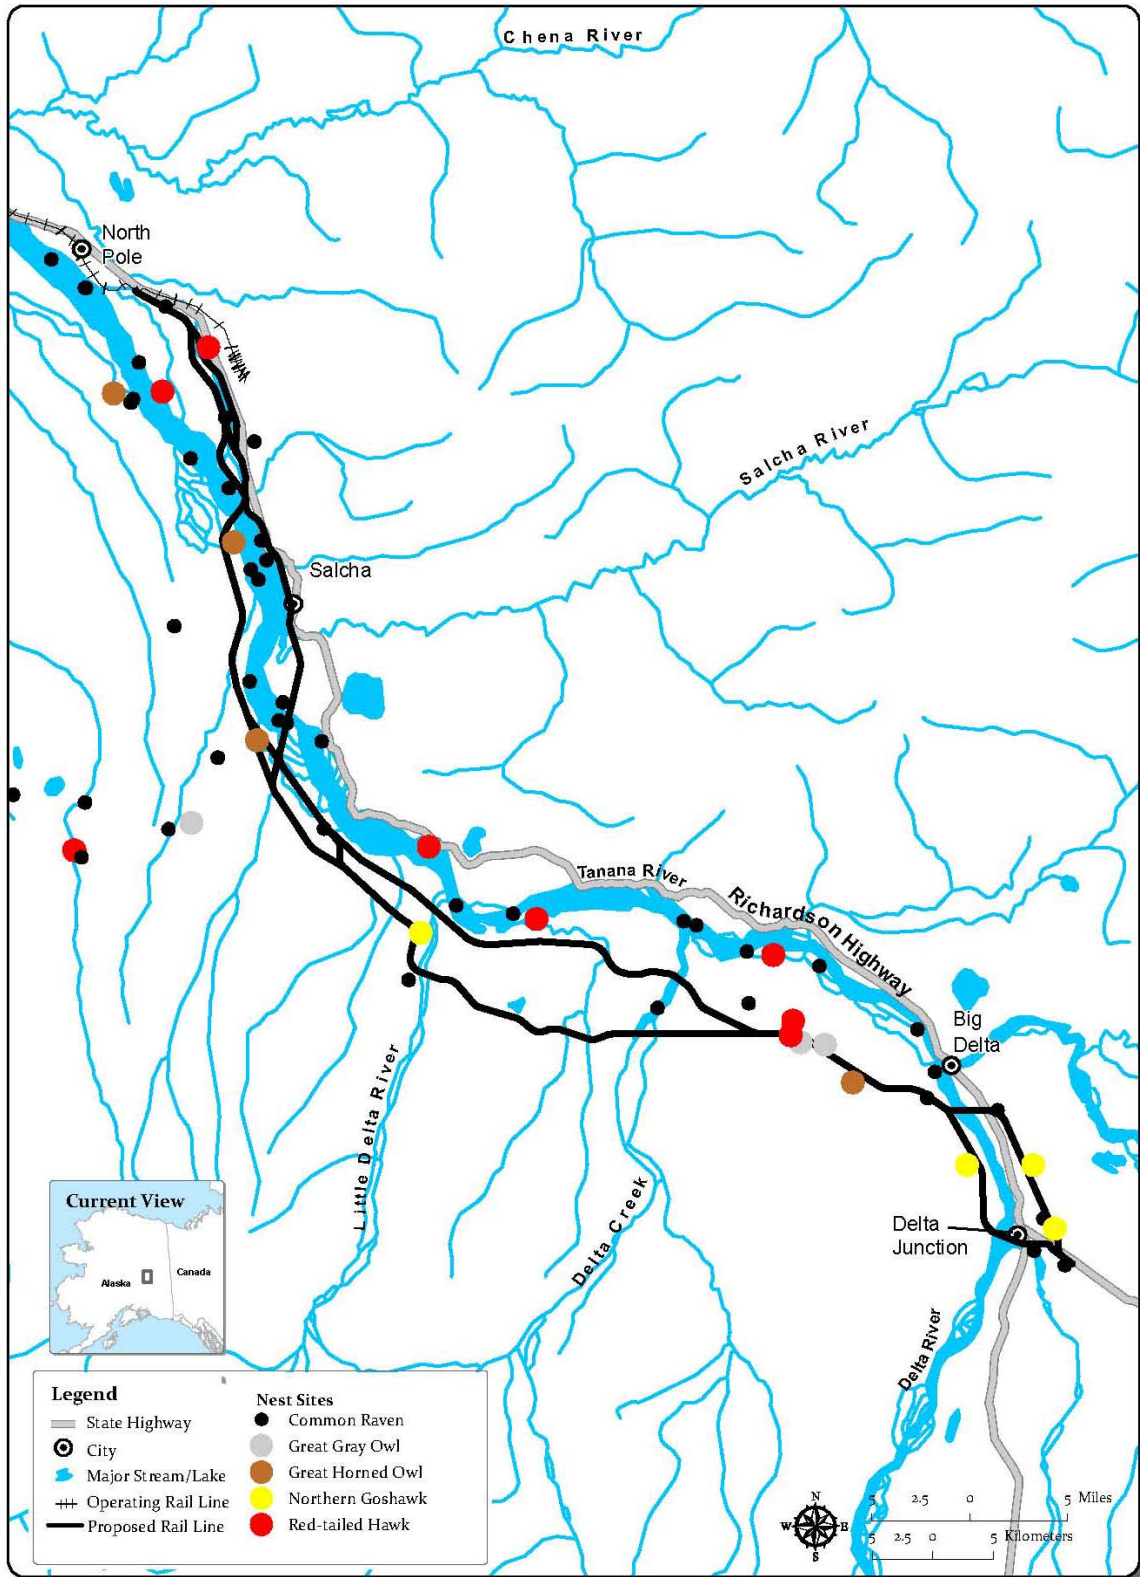 Chena River
North
Pole
Salcha River
Salcha
Tanana River
Richardson Highway
Big
Delta
Little Delta River
Delta Creek
Delta
Junction
Delta River
Current View
Alaska
Canada
Legend
State Highway
City
Major Stream/Lake
Operating Rail Line
Proposed Rail Line
Nest Sites
Common Raven
Great Gray Owl
Great Horned Owl
Northern Goshawk
Red-tailed Hawk
N
W E
S
5 2.5 0 5 Miles
5 2.5 0 5 Kilometers